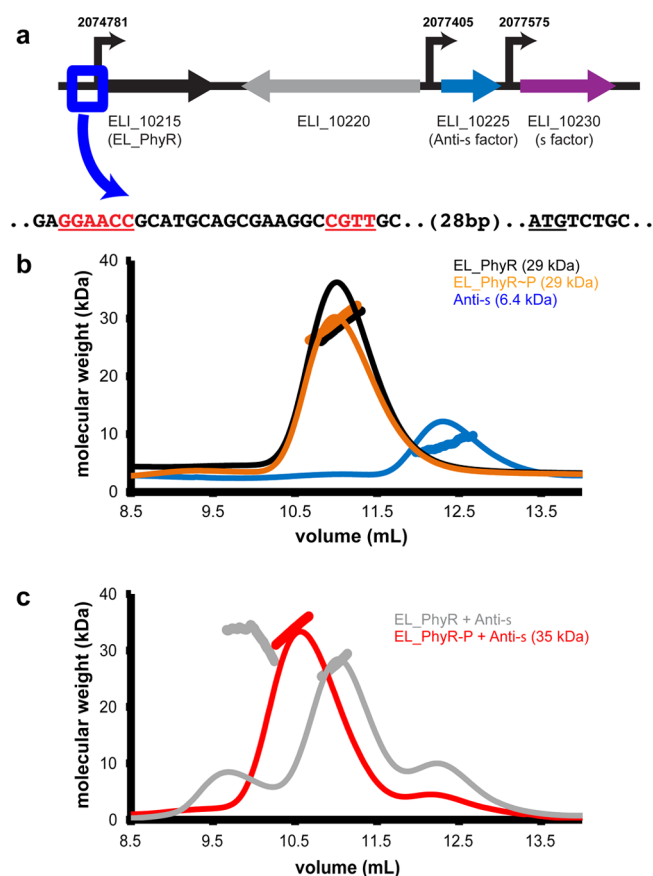 a
2074781 2077405 2077575
ELI_10215 ELI_10220 ELI_10225 ELI_10230
(EL_PhyR) (Anti-s factor) (s factor)
..GAGGAACCGCATGCAGCGAAGGCCGTTGC..(28bp)..ATGTCTGC..
b
40
30
20
10
0
molecular weight (kDa)
EL_PhyR (29 kDa)
EL_PhyR~P (29 kDa)
Anti-s (6.4 kDa)
8.5 9.5 10.5 11.5 12.5 13.5
volume (mL)
c
40
30
20
10
0
molecular weight (kDa)
EL_PhyR + Anti-s
EL_PhyR-P + Anti-s (35 kDa)
8.5 9.5 10.5 11.5 12.5 13.5
volume (mL)